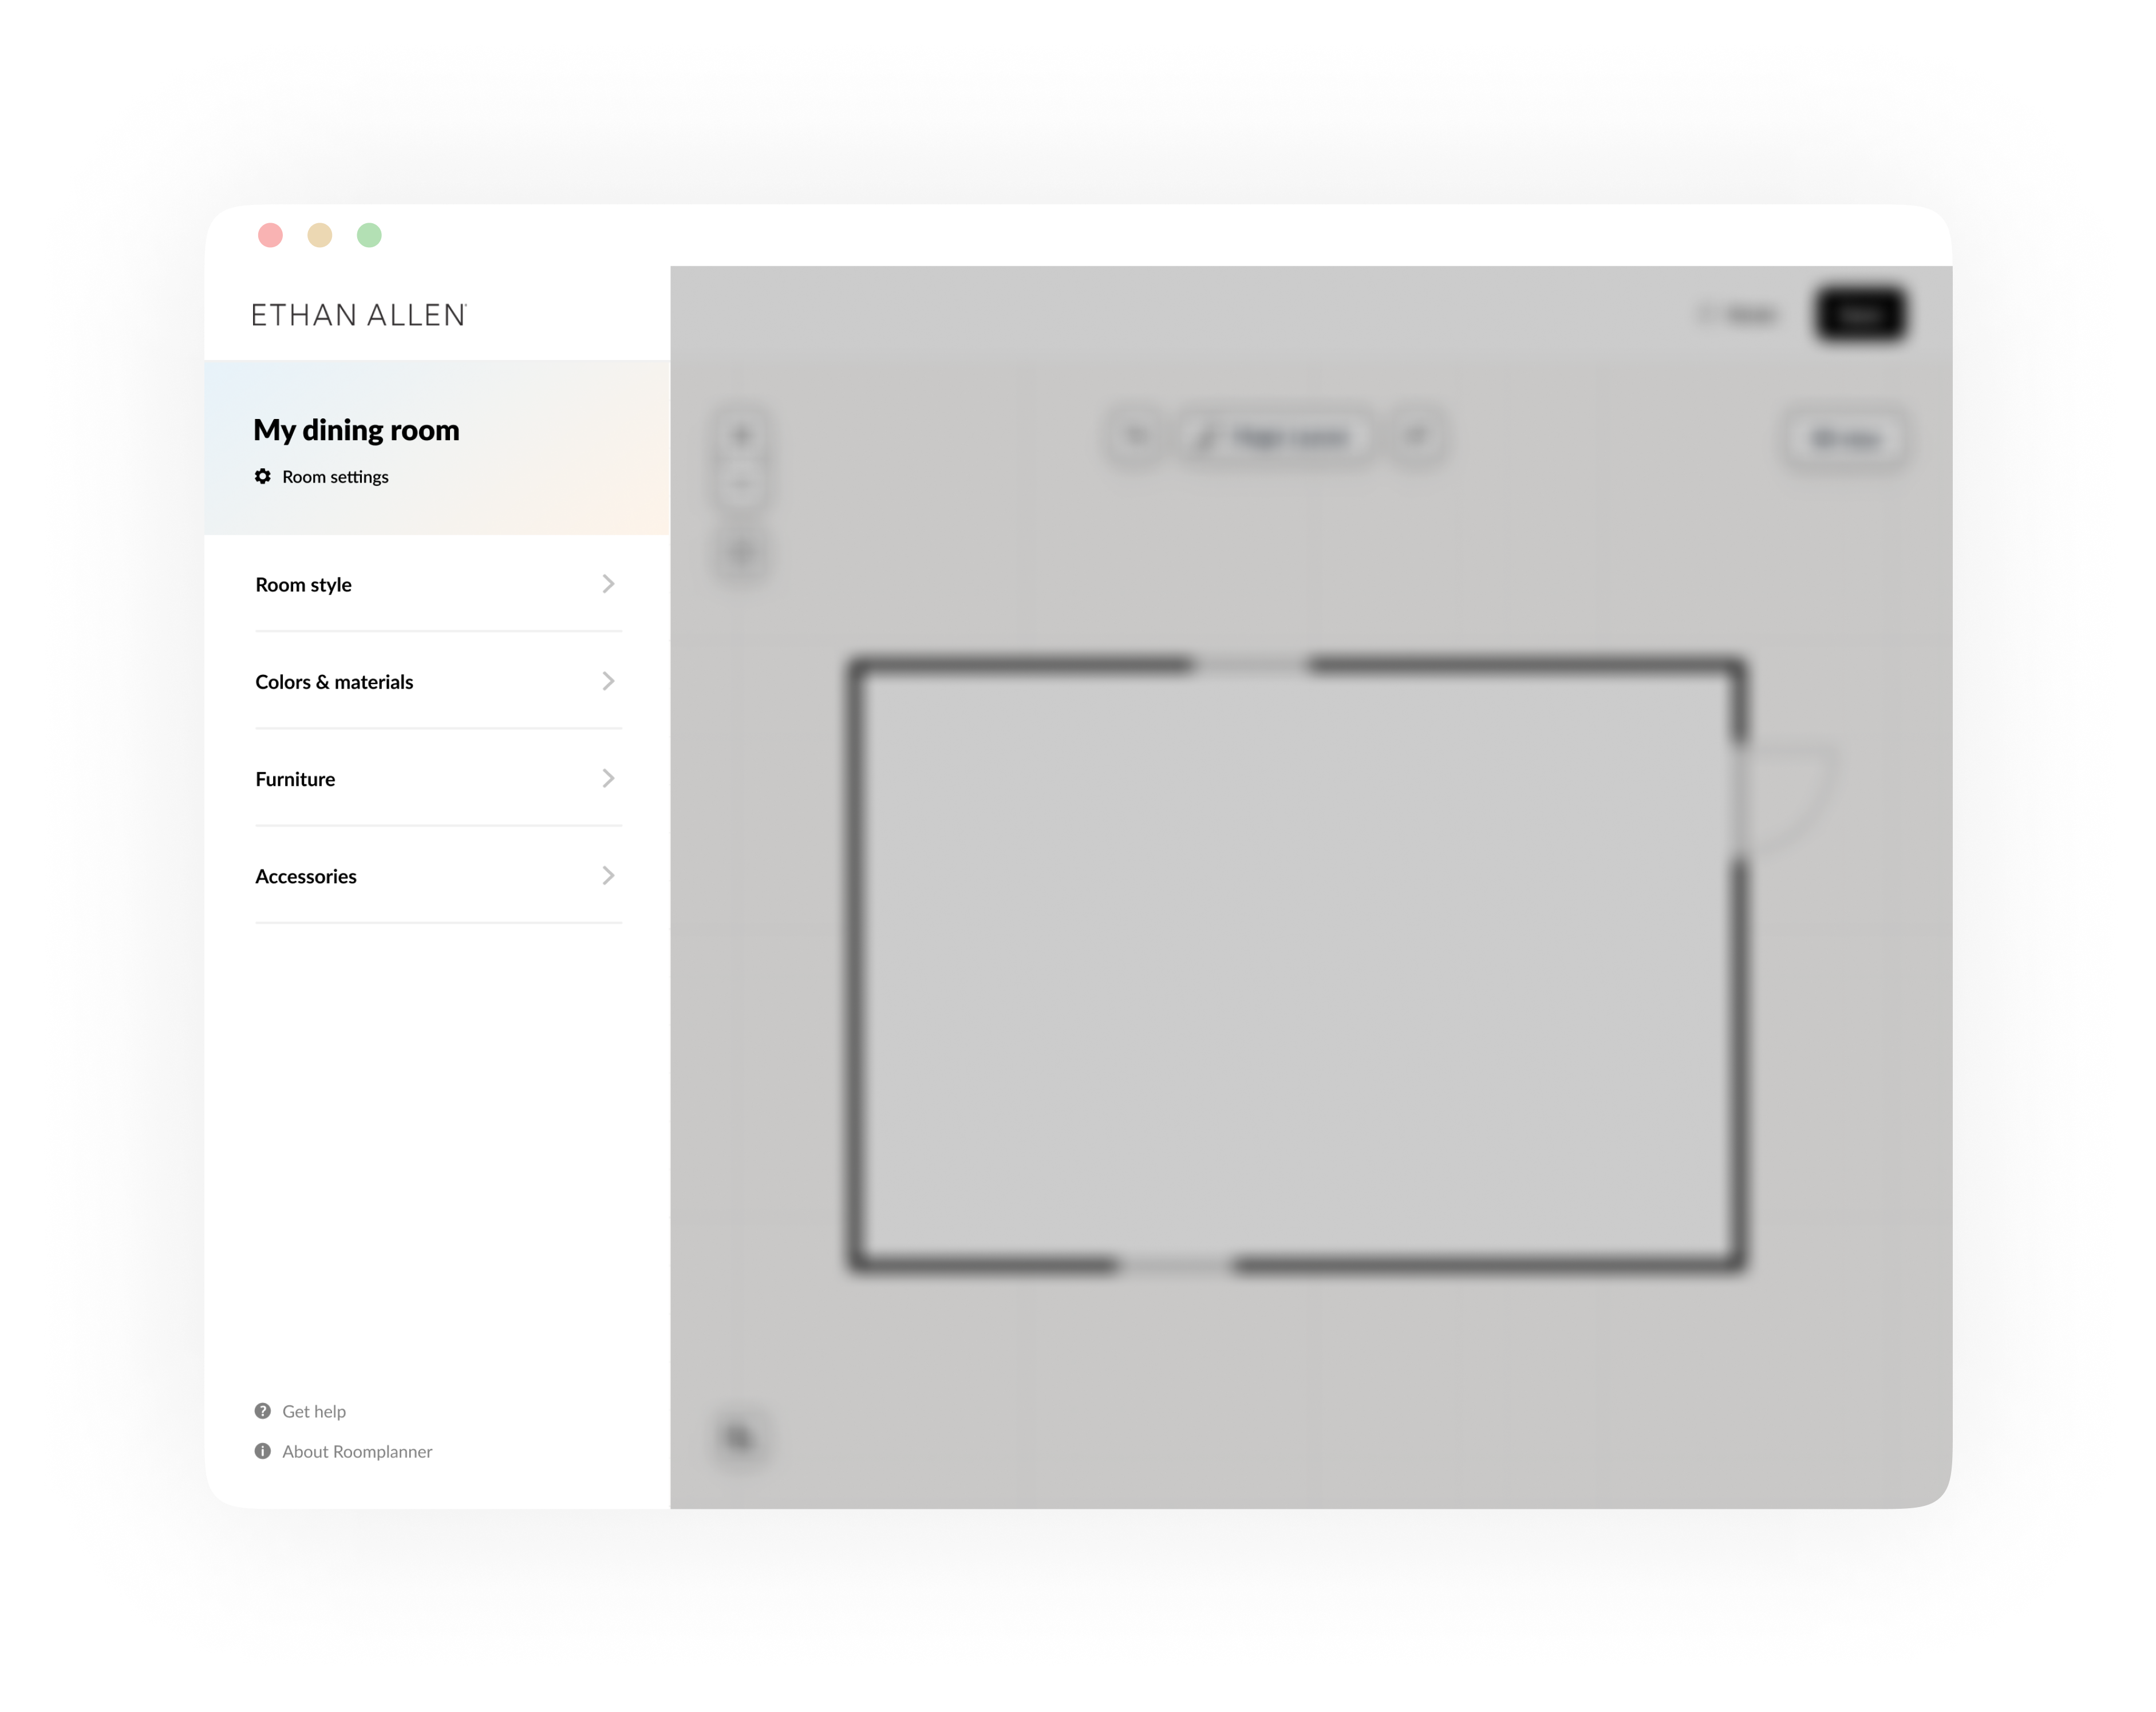 ETHAN ALLEN
My dining room
Room settings
Room style
Colors & materials
Furniture
Accessories
Get help
About Roomplanner